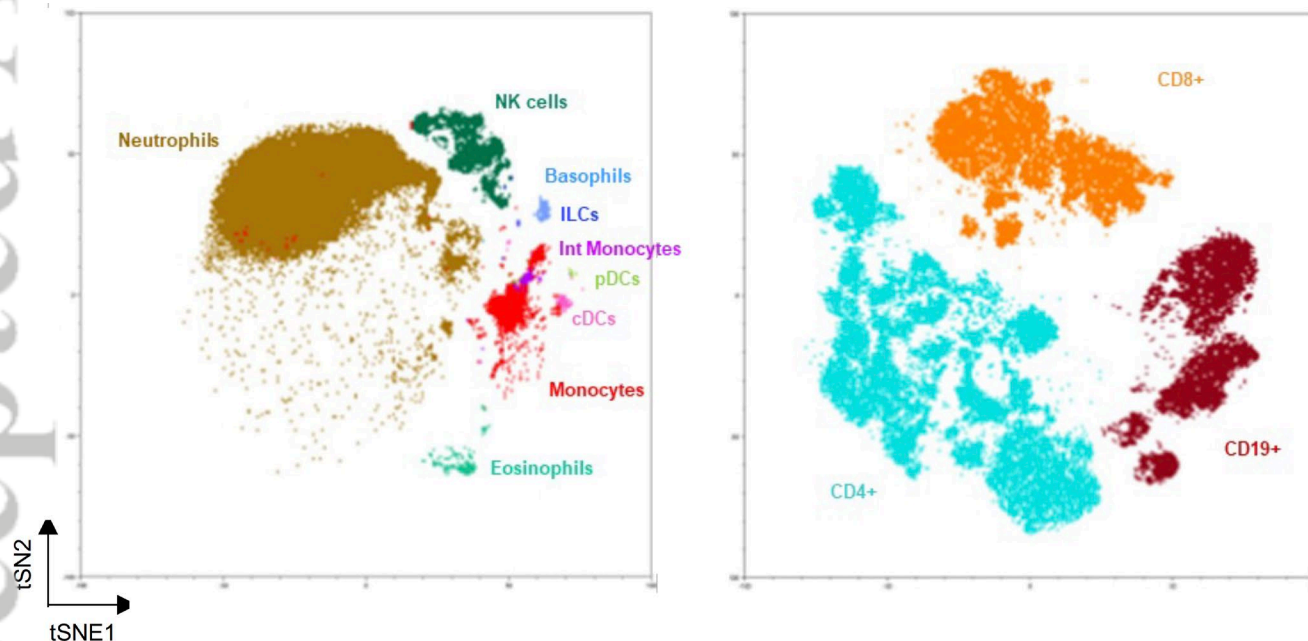 NK cells
Neutrophils
Basophils
ILCs
Int Monocytes
pDCs
cDCs
Monocytes
Eosinophils
tSN2
tSNE1
CD8+
CD19+
CD4+